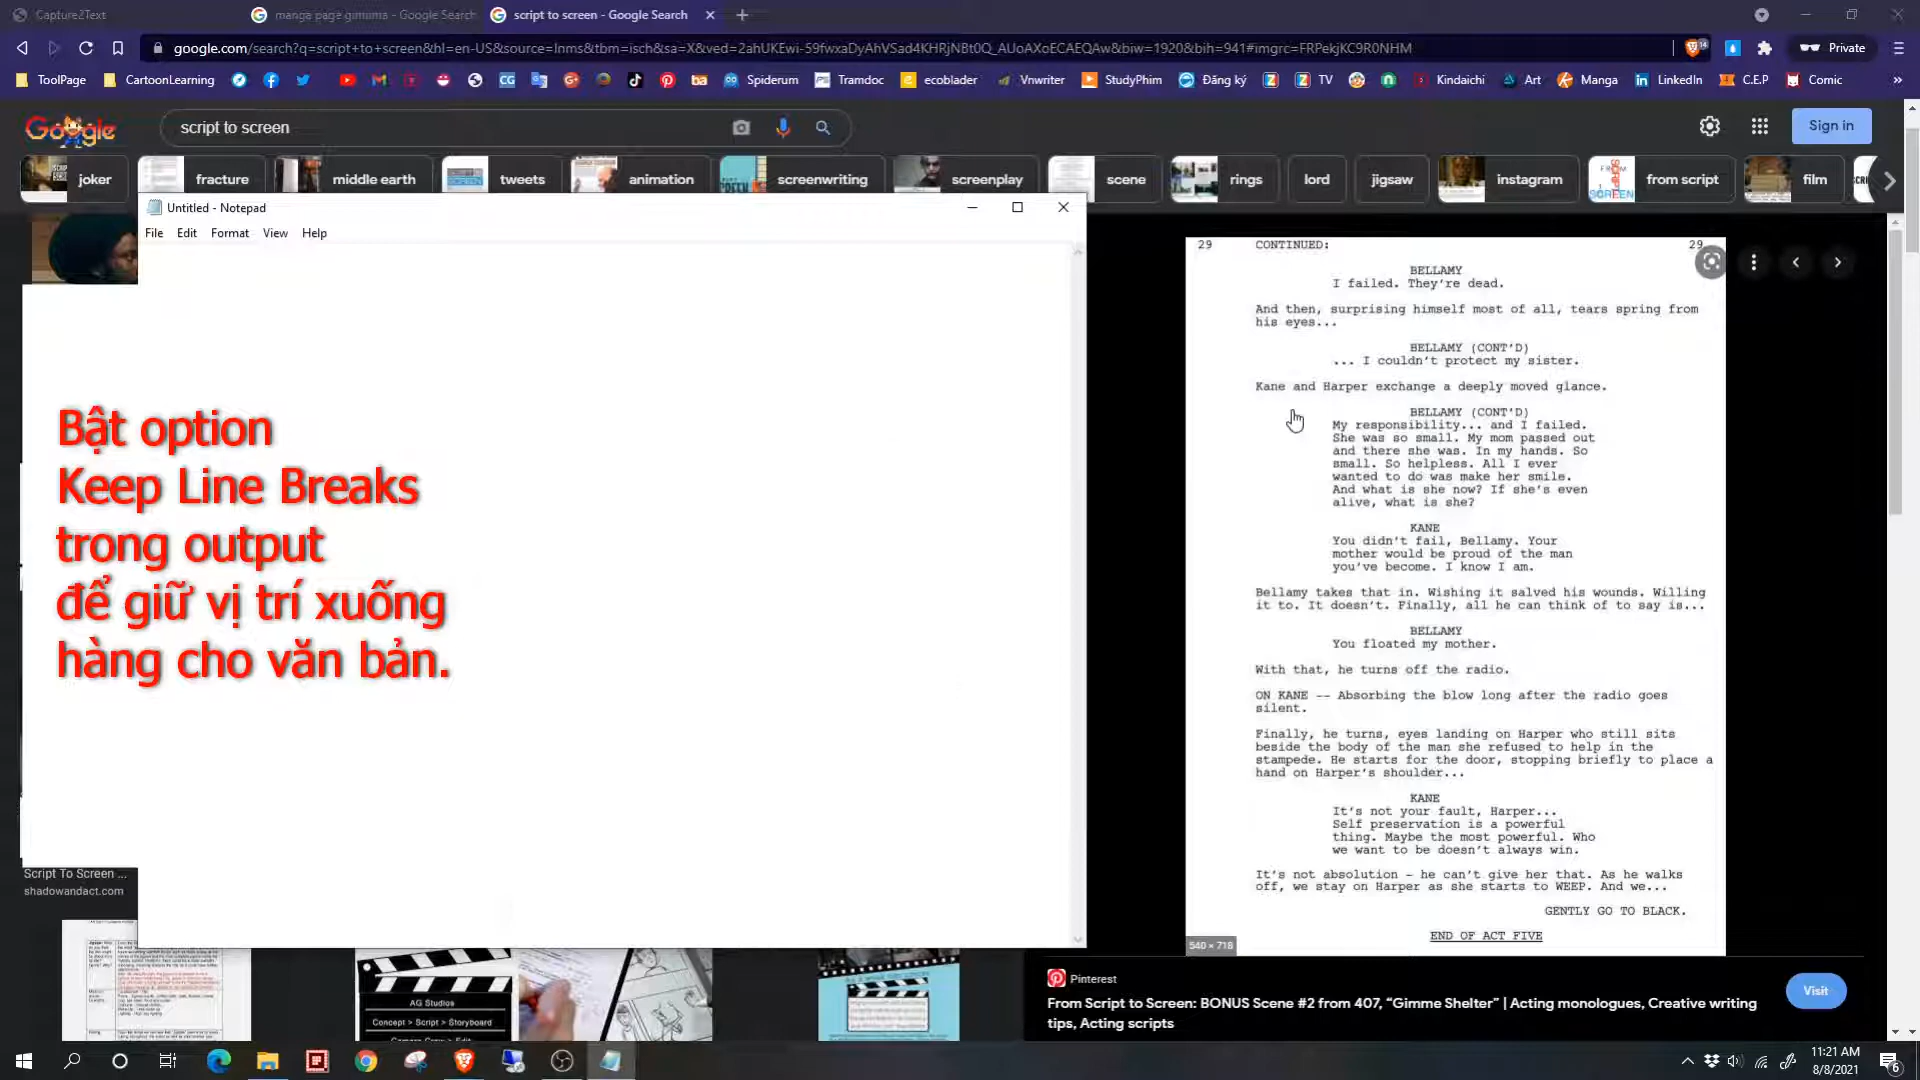 Capture2Text
manga page gintama - Google Search
script to screen - Google Search
google.com/search?q=script+to+screen&hl=en-US&source=lnms&tbm=isch&sa=X&ved=2ahUKEwi-59fwxaDyAhVSad4KHRjNBt0Q_AUoAXoECAEQAw&biw=1920&bih=941#imgrc=FRPekjKC9R0NHM
Private
ToolPage
CartoonLearning
Spiderum
Tramdoc
ecoblader
Vnwriter
StudyPhim
Đăng ký
TV
Kindaichi
Art
Manga
LinkedIn
C.E.P
Comic
Google
script to screen
Sign in
joker
fracture
middle earth
tweets
animation
screenwriting
screenplay
scene
rings
lord
jigsaw
instagram
from script
film
Untitled - Notepad
File Edit Format View Help
Bật option
Keep Line Breaks
trong output
để giữ vị trí xuống
hàng cho văn bản.
29 CONTINUED: 29
BELLAMY
I failed. They're dead.
And then, surprising himself most of all, tears spring from
his eyes...
BELLAMY (CONT'D)
... I couldn't protect my sister.
Kane and Harper exchange a deeply moved glance.
BELLAMY (CONT'D)
My responsibility... and I failed.
She was so small. My mom passed out
and there she was. In my hands. So
small. So helpless. All I ever
wanted to do was make her smile.
And what is she now? If she's even
alive, what is she?
KANE
You didn't fail, Bellamy. Your
mother would be proud of the man
you've become. I know I am.
Bellamy takes that in. Wishing it salved his wounds. Willing
it to. It doesn't. Finally, all he can think of to say is...
BELLAMY
You floated my mother.
With that, he turns off the radio.
ON KANE -- Absorbing the blow long after the radio goes
silent.
Finally, he turns, eyes landing on Harper who still sits
beside the body of the man she refused to help in the
stampede. He starts for the door, stopping briefly to place a
hand on Harper's shoulder...
KANE
It's not your fault, Harper...
Self preservation is a powerful
thing. Maybe the most powerful. Who
we want to be doesn't always win.
It's not absolution - he can't give her that. As he walks
off, we stay on Harper as she starts to WEEP. And we...
GENTLY GO TO BLACK.
END OF ACT FIVE
540 × 718
Pinterest
From Script to Screen: BONUS Scene #2 from 407, “Gimme Shelter” | Acting monologues, Creative writing
tips, Acting scripts
Visit
Script To Screen ...
shadowandact.com
AG Studios
Concept > Script > Storyboard
11:21 AM
8/8/2021
6